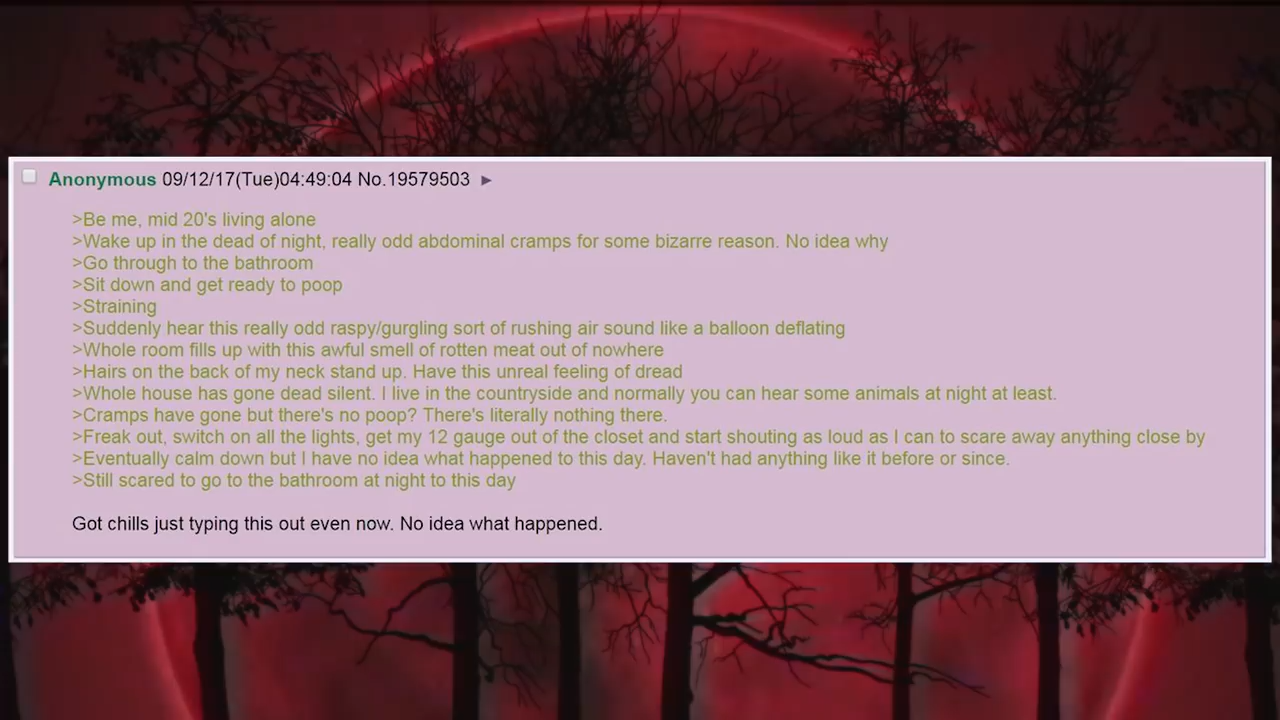 Anonymous 09/12/17(Tue)04:49:04 No.19579503 ▶
>Be me, mid 20's living alone
>Wake up in the dead of night, really odd abdominal cramps for some bizarre reason. No idea why
>Go through to the bathroom
>Sit down and get ready to poop
>Straining
>Suddenly hear this really odd raspy/gurgling sort of rushing air sound like a balloon deflating
>Whole room fills up with this awful smell of rotten meat out of nowhere
>Hairs on the back of my neck stand up. Have this unreal feeling of dread
>Whole house has gone dead silent. I live in the countryside and normally you can hear some animals at night at least.
>Cramps have gone but there's no poop? There's literally nothing there.
>Freak out, switch on all the lights, get my 12 gauge out of the closet and start shouting as loud as I can to scare away anything close by
>Eventually calm down but I have no idea what happened to this day. Haven't had anything like it before or since.
>Still scared to go to the bathroom at night to this day
Got chills just typing this out even now. No idea what happened.